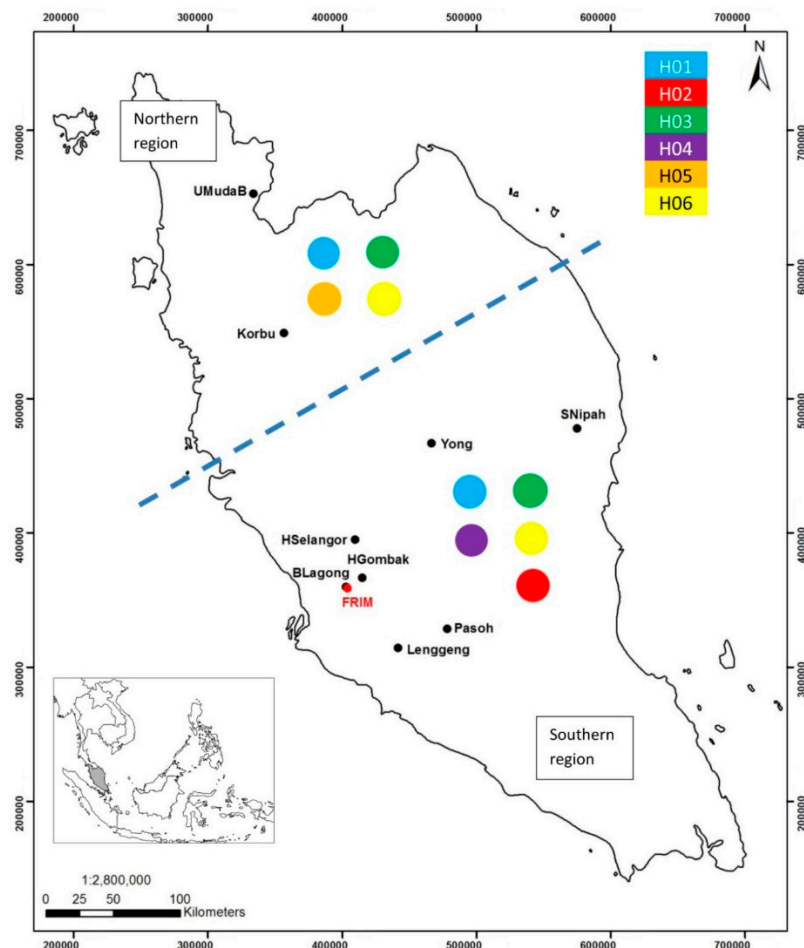 200000 300000 400000 500000 600000 700000
N
H01
H02
H03
H04
H05
H06
Northern
region
700000
700000
UMudaB
600000
600000
Korbu
500000
500000
SNipah
Yong
400000
400000
HSelangor
HGombak
BLagong
FRIM
Pasoh
Lenggeng
300000
300000
Southern
region
200000
200000
1:2,800,000
0 25 50 100
Kilometers
200000 300000 400000 500000 600000 700000